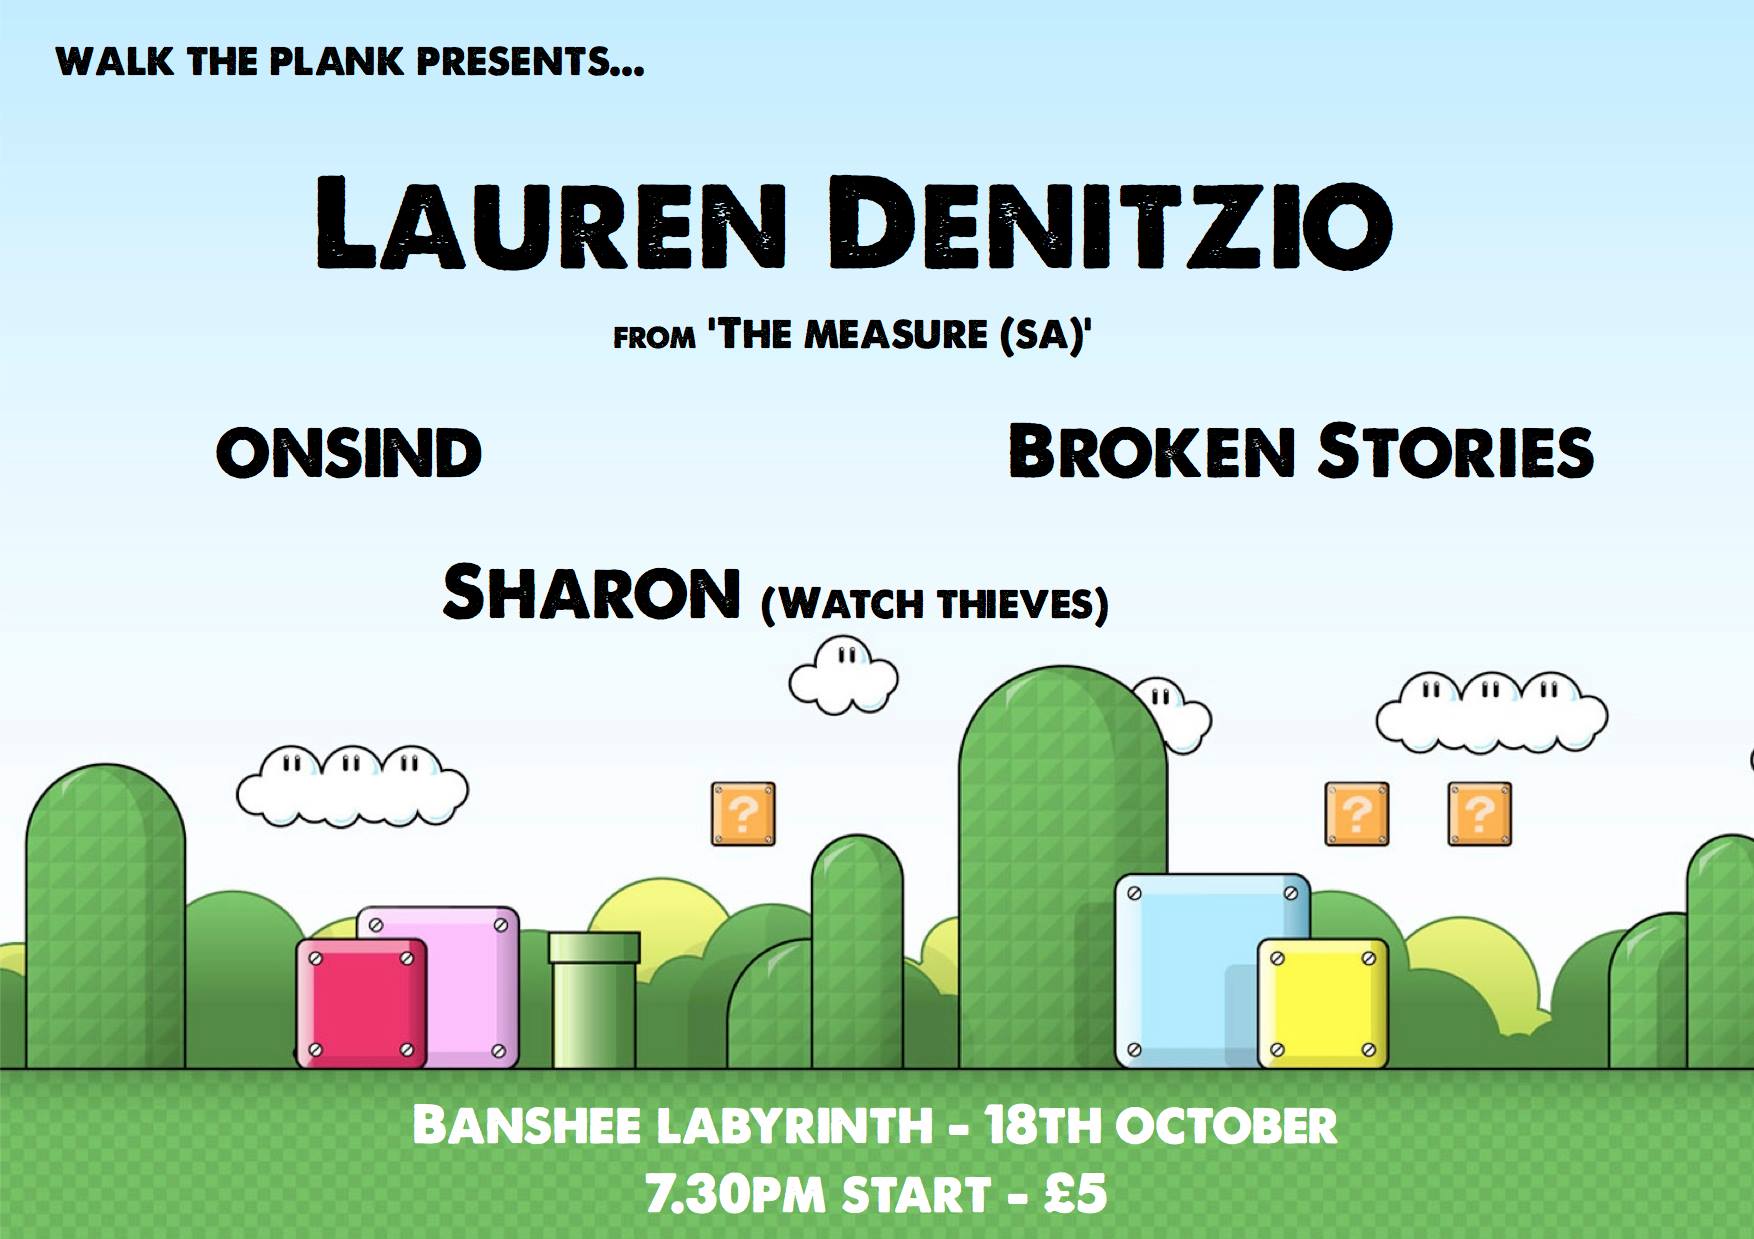 WALK THE PLANK PRESENTS...
LAUREN DENITZIO
FROM 'THE MEASURE (SA)'
ONSIND
BROKEN STORIES
SHARON (WATCH THIEVES)
?
? ?
BANSHEE LABYRINTH - 18TH OCTOBER
7.30PM START - £5